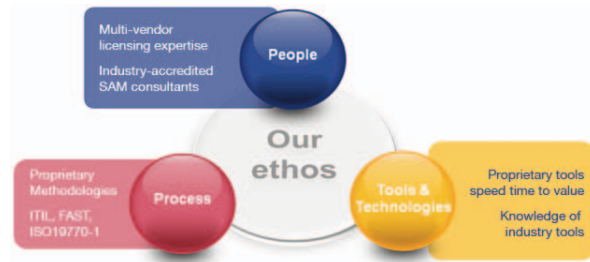 Multi-vendor
licensing expertise
Industry-accredited
SAM consultants
People
Our
ethos
Proprietary
Methodologies
ITIL, FAST,
ISO19770-1
Process
Tools &
Technologies
Proprietary tools
speed time to value
Knowledge of
industry tools